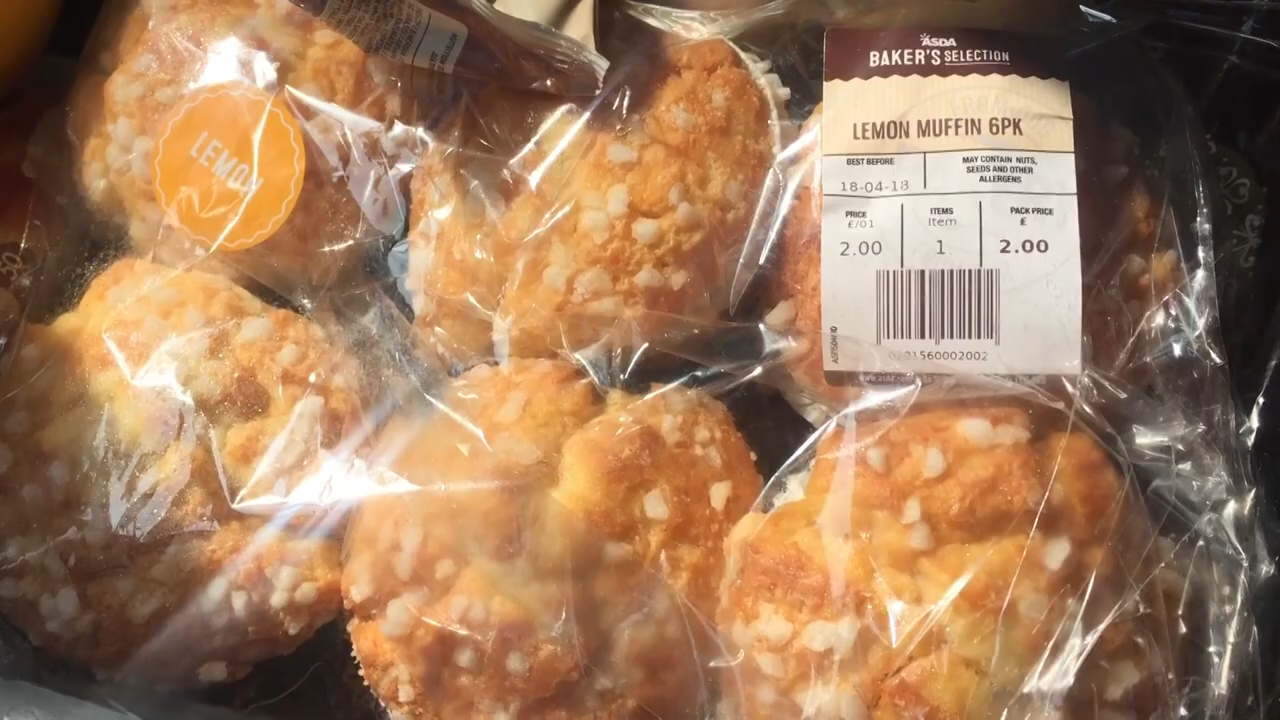 LEMON
ASDA
BAKER'S SELECTION
LEMON MUFFIN 6PK
BEST BEFORE
18-04-18
MAY CONTAIN NUTS,
SEEDS AND OTHER
ALLERGENS
PRICE
£/01
2.00
ITEMS
Item
1
PACK PRICE
£
2.00
0201560002002